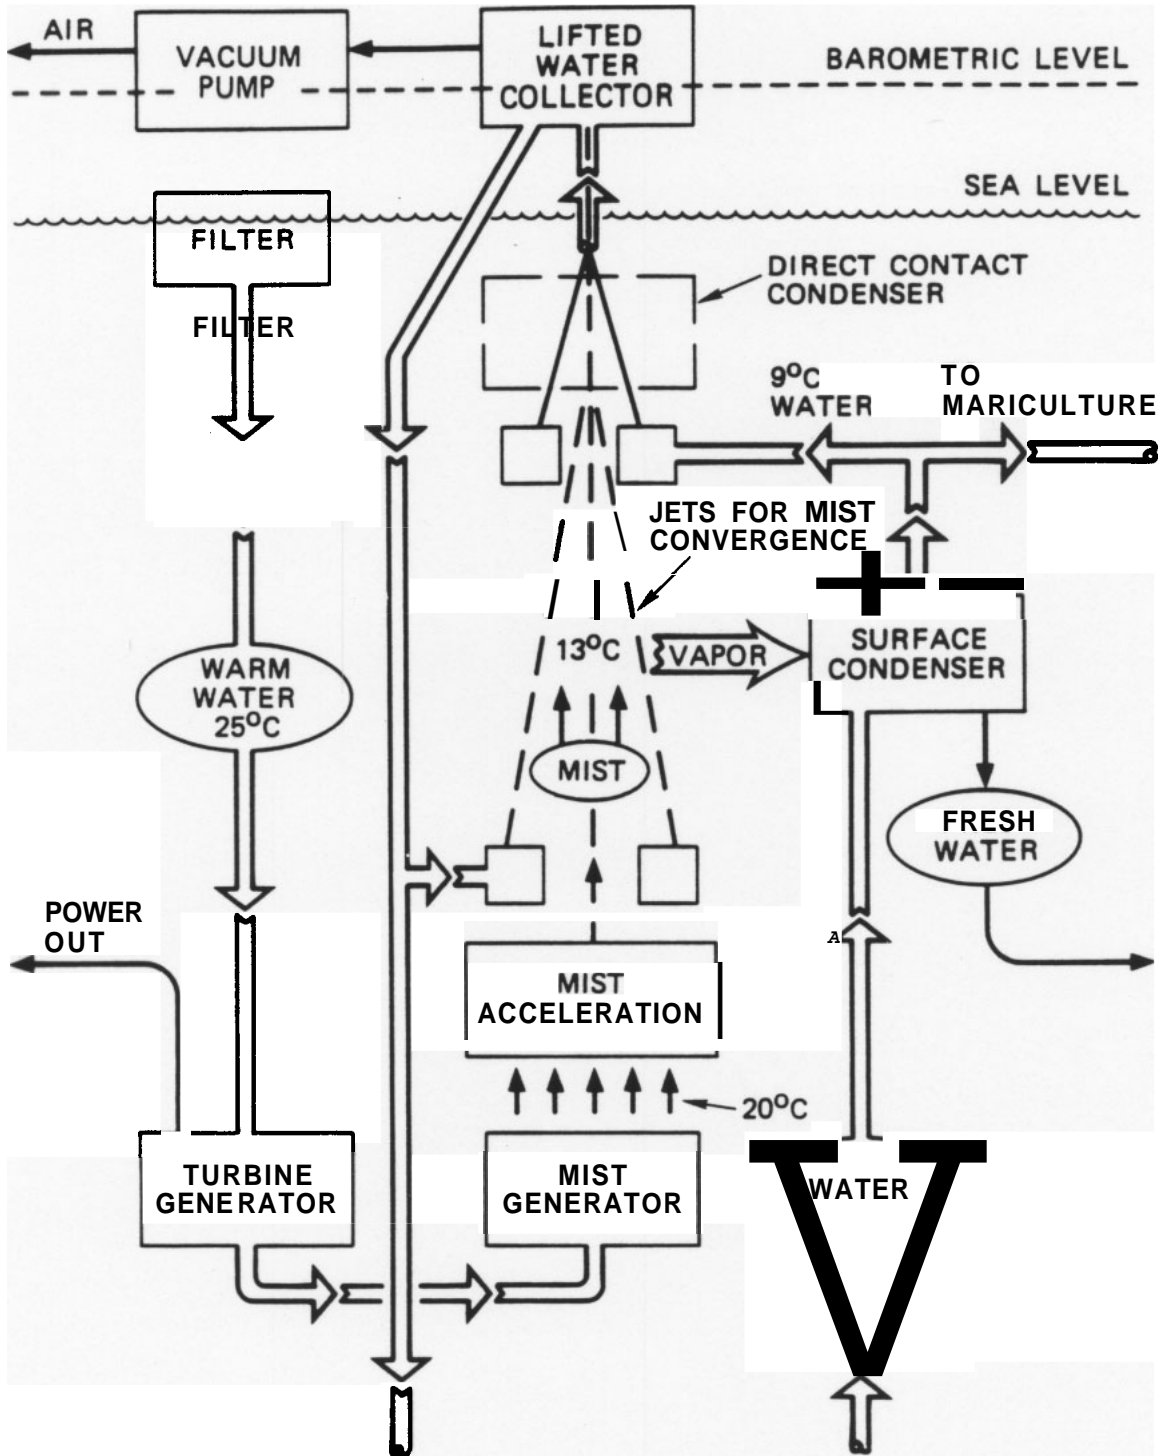 AIR
VACUUM
PUMP
LIFTED
WATER
COLLECTOR
BAROMETRIC LEVEL
SEA LEVEL
FILTER
FILTER
DIRECT CONTACT
CONDENSER
9°C
WATER
TO
MARICULTURE
JETS FOR MIST
CONVERGENCE
13°C
VAPOR
SURFACE
CONDENSER
WARM
WATER
25°C
MIST
FRESH
WATER
POWER
OUT
A
MIST
ACCELERATION
20°C
TURBINE
GENERATOR
MIST
GENERATOR
WATER